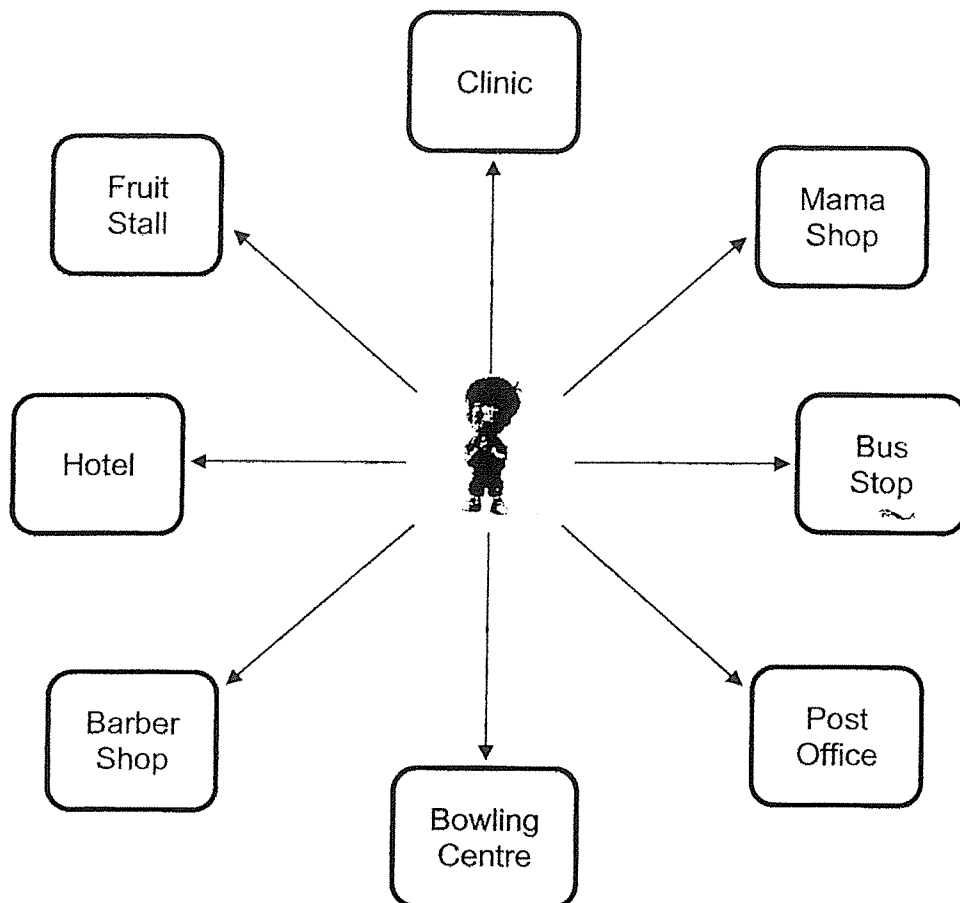 Clinic
Fruit
Stall
Mama
Shop
Hotel
Bus
Stop
Barber
Shop
Post
Office
Bowling
Centre